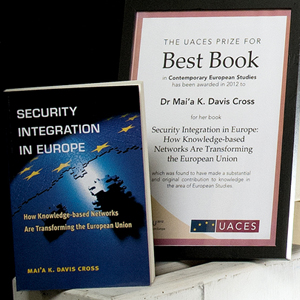 SECURITY
INTEGRATION
IN EUROPE
How Knowledge-based Networks
Are Transforming the European Union
MAI'A K. DAVIS CROSS
THE UACES PRIZE FOR
Best Book
in Contemporary European Studies
has been awarded in 2012 to
Dr Mai'a K. Davis Cross
for her book
Security Integration in Europe:
How Knowledge-based
Networks Are Transforming
the European Union
which was found to have made a substantial
and original contribution to knowledge in
the area of European Studies.
UACES